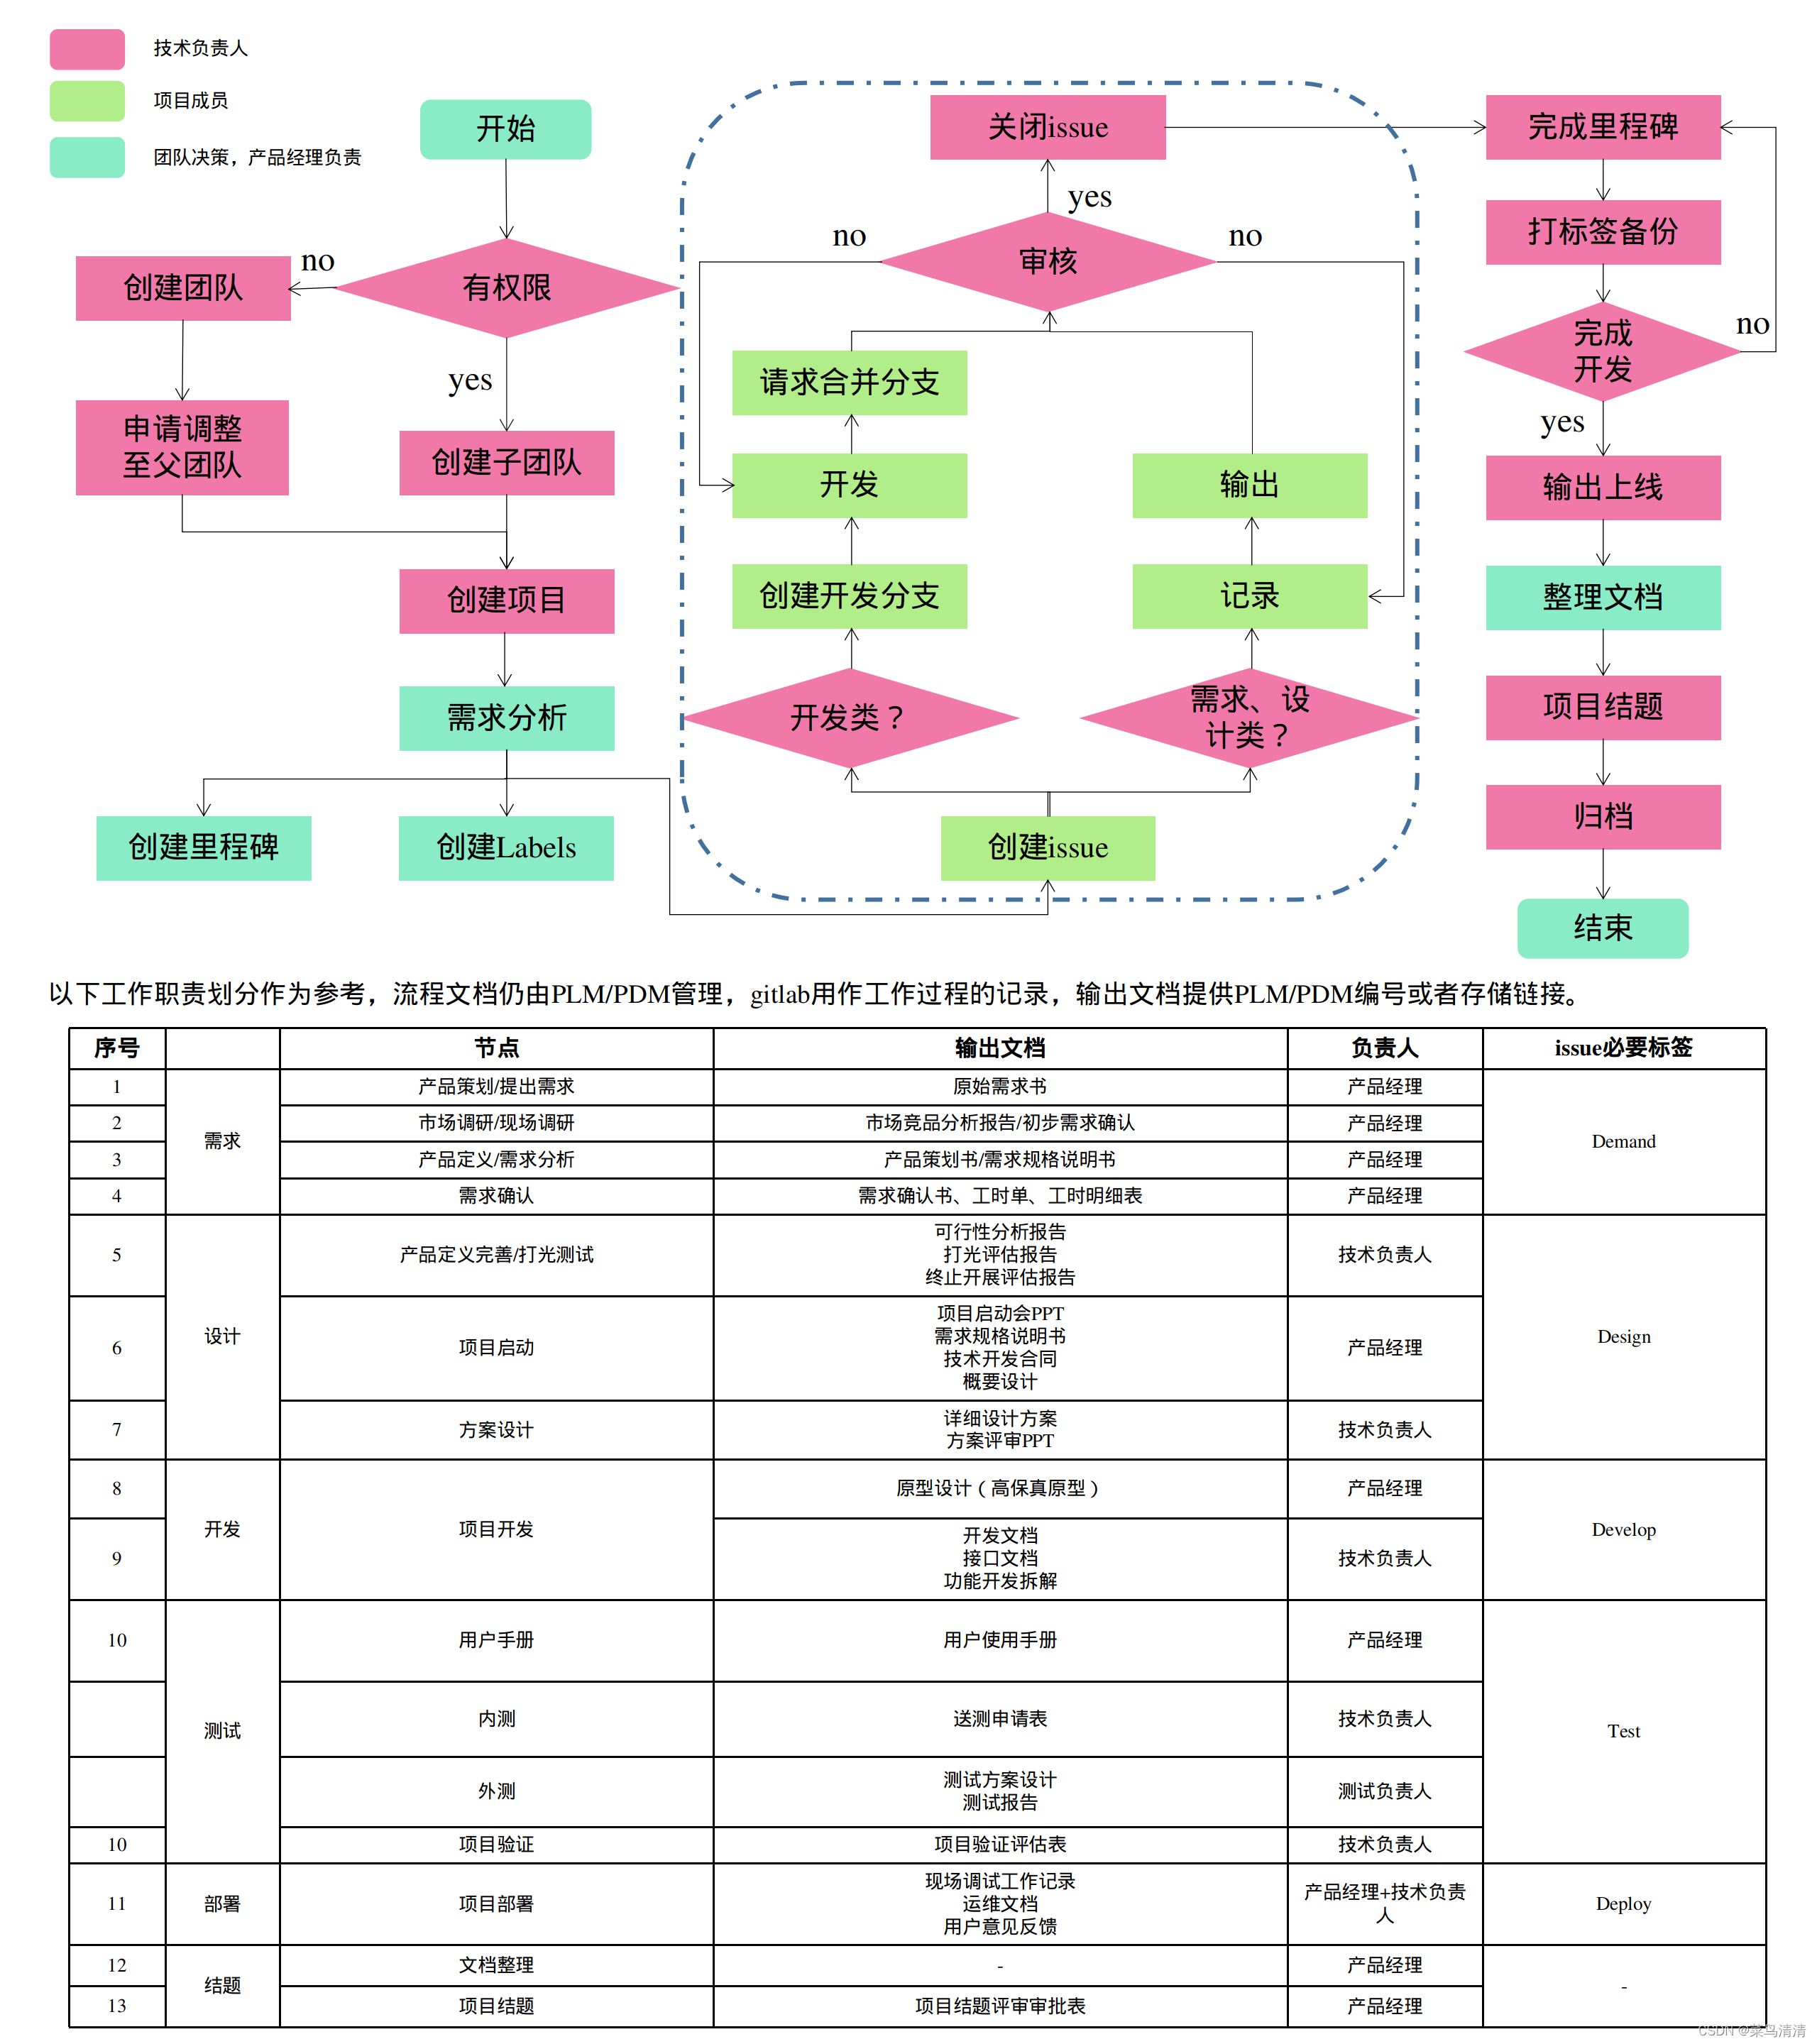 技术负责人
项目成员
团队决策，产品经理负责
开始
有权限
no
yes
创建团队
申请调整
至父团队
创建子团队
创建项目
需求分析
创建里程碑
创建Labels
关闭issue
yes
no
no
审核
请求合并分支
开发
输出
创建开发分支
记录
开发类？
需求、设
计类？
创建issue
完成里程碑
打标签备份
完成
开发
no
yes
输出上线
整理文档
项目结题
归档
结束
以下工作职责划分作为参考，流程文档仍由PLM/PDM管理，gitlab用作工作过程的记录，输出文档提供PLM/PDM编号或者存储链接。
序号 节点 输出文档 负责人 issue必要标签
1 产品策划/提出需求 原始需求书 产品经理
2 市场调研/现场调研 市场竞品分析报告/初步需求确认 产品经理
需求 Demand
3 产品定义/需求分析 产品策划书/需求规格说明书 产品经理
4 需求确认 需求确认书、工时单、工时明细表 产品经理
可行性分析报告
5 产品定义完善/打光测试 打光评估报告 技术负责人
终止开展评估报告
项目启动会PPT
设计 需求规格说明书 Design
6 项目启动 产品经理
技术开发合同
概要设计
详细设计方案
7 方案设计 技术负责人
方案评审PPT
8 原型设计（高保真原型） 产品经理
开发 项目开发 Develop
开发文档
9 接口文档 技术负责人
功能开发拆解
10 用户手册 用户使用手册 产品经理
内测 送测申请表 技术负责人
测试 Test
测试方案设计
外测 测试负责人
测试报告
10 项目验证 项目验证评估表 技术负责人
现场调试工作记录
11 部署 项目部署 运维文档 产品经理+技术负责人 Deploy
用户意见反馈
12 文档整理 - 产品经理
结题 -
13 项目结题 项目结题评审审批表 产品经理
CSDN @菜鸟清清